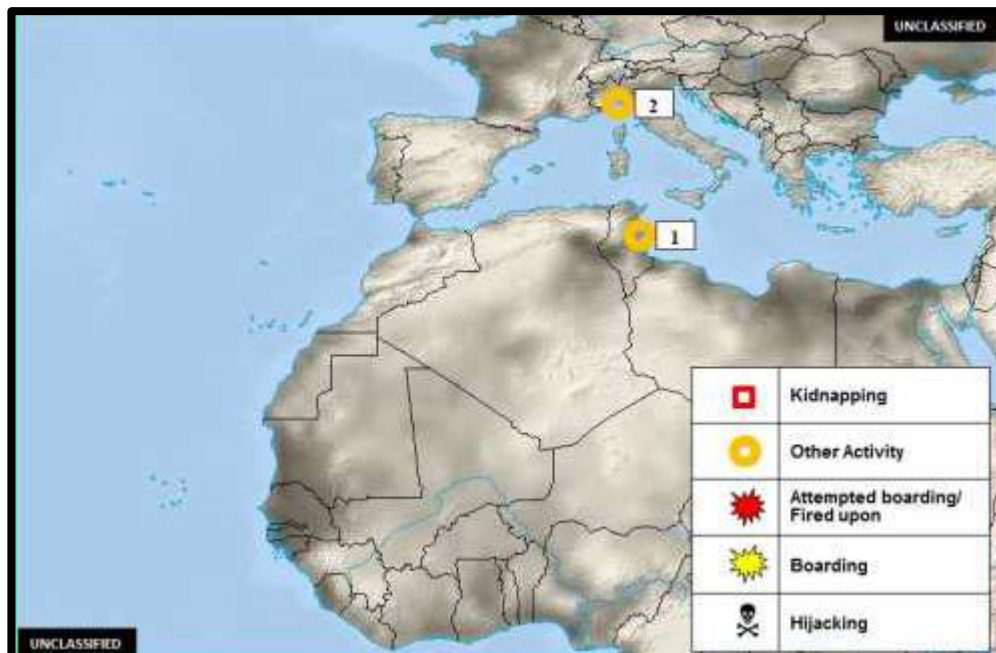 UNCLASSIFIED
2
1
Kidnapping
Other Activity
Attempted boarding/
Fired upon
Boarding
Hijacking
UNCLASSIFIED